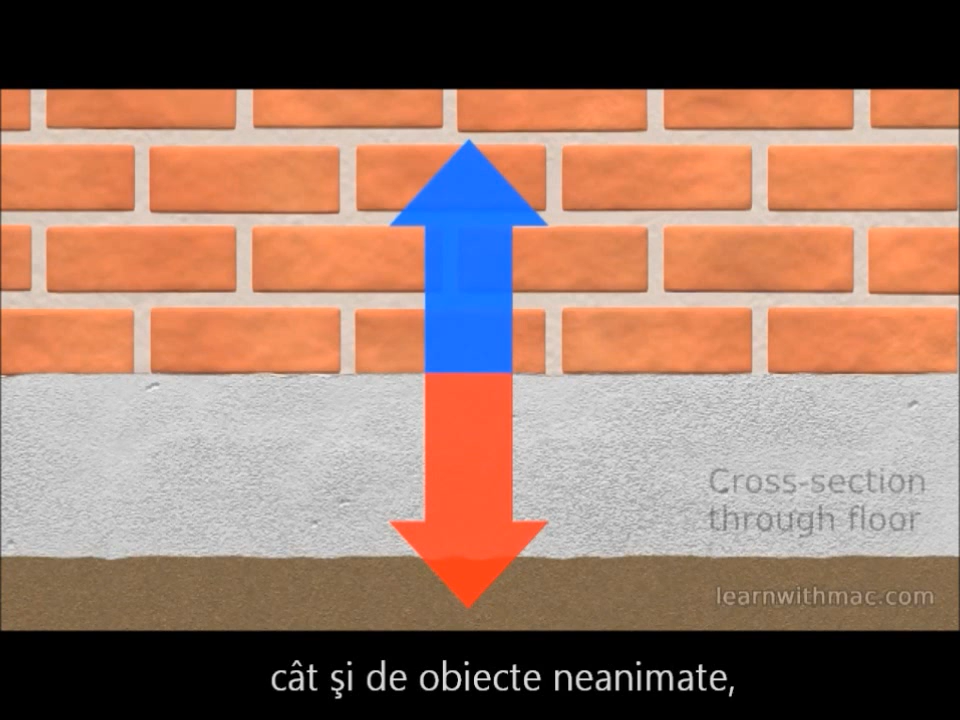 Cross-section
through floor
learnwithmac.com
cât şi de obiecte neanimate,